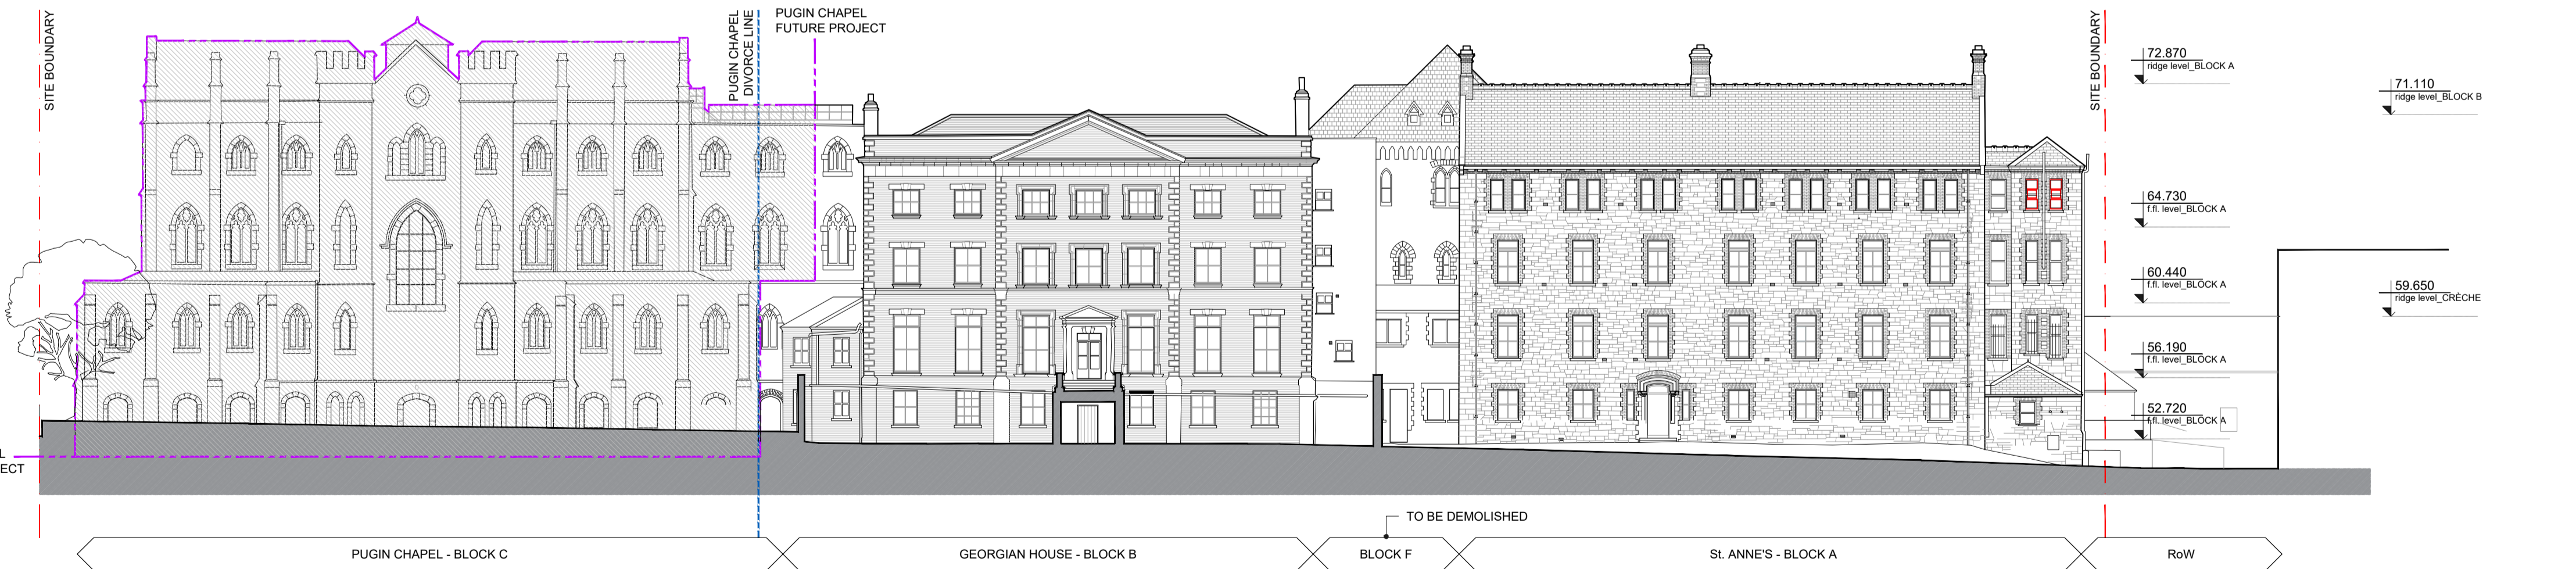 SITE BOUNDARY
PUGIN CHAPEL
DIVORCE LINE
PUGIN CHAPEL
FUTURE PROJECT
SITE BOUNDARY
72.870
ridge level_BLOCK A
71.110
ridge level_BLOCK B
64.730
f.fl. level_BLOCK A
60.440
f.fl. level_BLOCK A
59.650
ridge level_CRÈCHE
56.190
f.fl. level_BLOCK A
52.720
f.fl. level_BLOCK A
L
ECT
TO BE DEMOLISHED
PUGIN CHAPEL - BLOCK C
GEORGIAN HOUSE - BLOCK B
BLOCK F
St. ANNE'S - BLOCK A
RoW